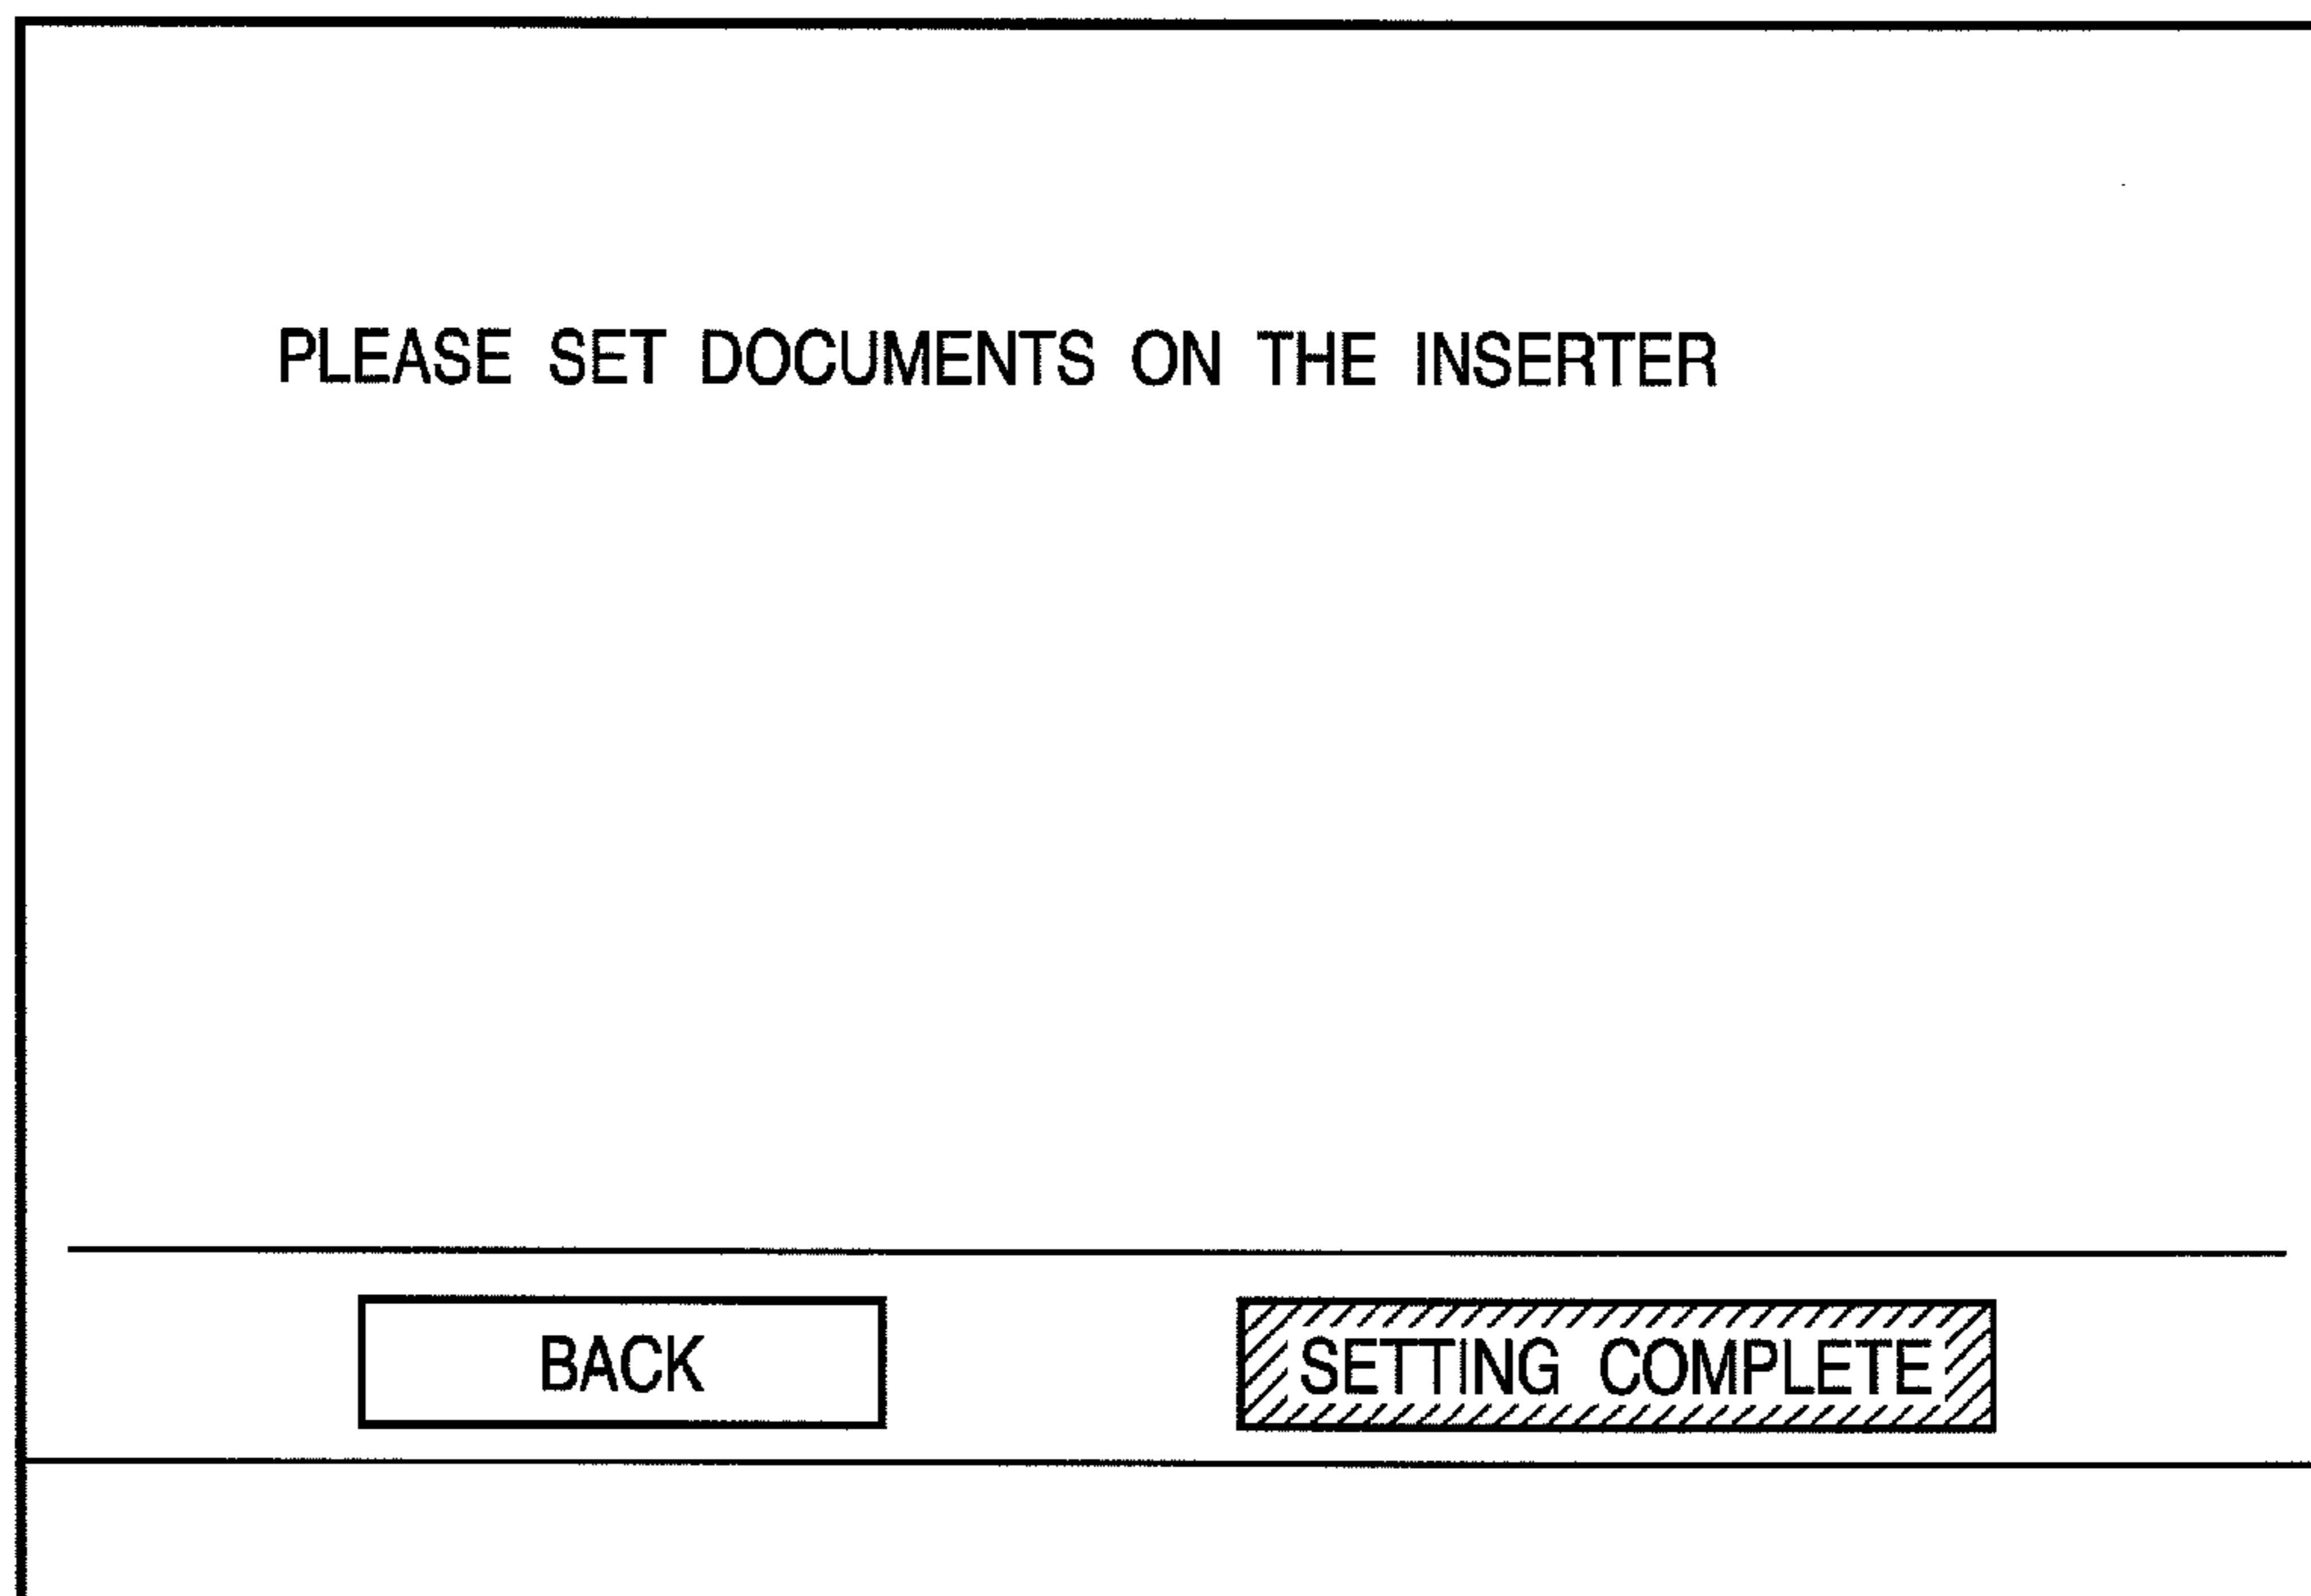 PLEASE SET DOCUMENTS ON THE INSERTER
BACK
SETTING COMPLETE